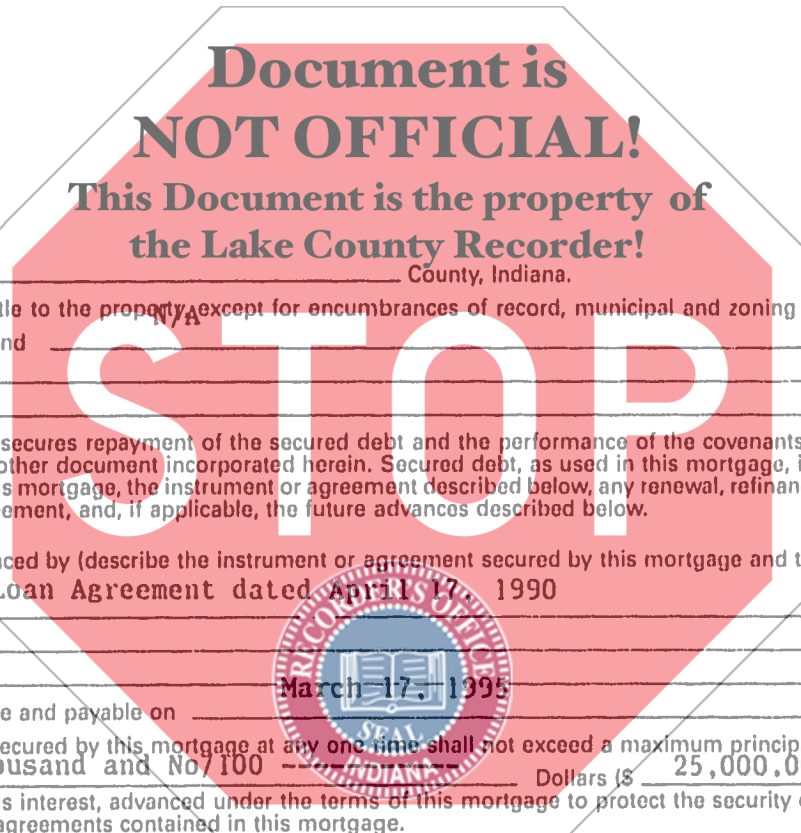 Document is
NOT OFFICIAL!
This Document is the property of
the Lake County Recorder!
County, Indiana.
tle to the property, except for encumbrances of record, municipal and zoning
N/A
nd
STOP
secures repayment of the secured debt and the performance of the covenants
other document incorporated herein. Secured debt, as used in this mortgage, i
s mortgage, the instrument or agreement described below, any renewal, refinan
ement, and, if applicable, the future advances described below.
ced by (describe the instrument or agreement secured by this mortgage and t
Loan Agreement dated April 17, 1990
RECORDER'S OFFICE
March 17, 1995
e and payable on
SEAL
INDIANA
ecured by this mortgage at any one time shall not exceed a maximum princip
ousand and No/100 ---------------
Dollars ($ 25,000.0
s interest, advanced under the terms of this mortgage to protect the security
agreements contained in this mortgage.